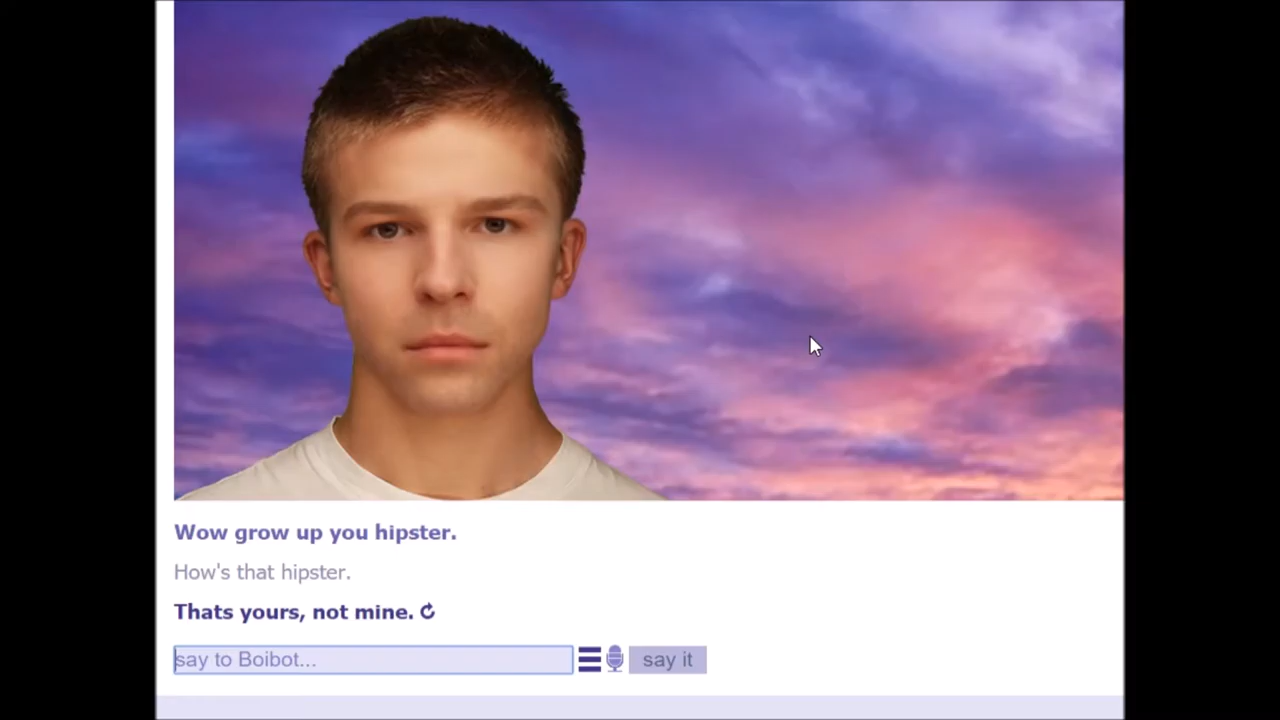 Wow grow up you hipster.
How's that hipster.
Thats yours, not mine.
say to Boibot... say it